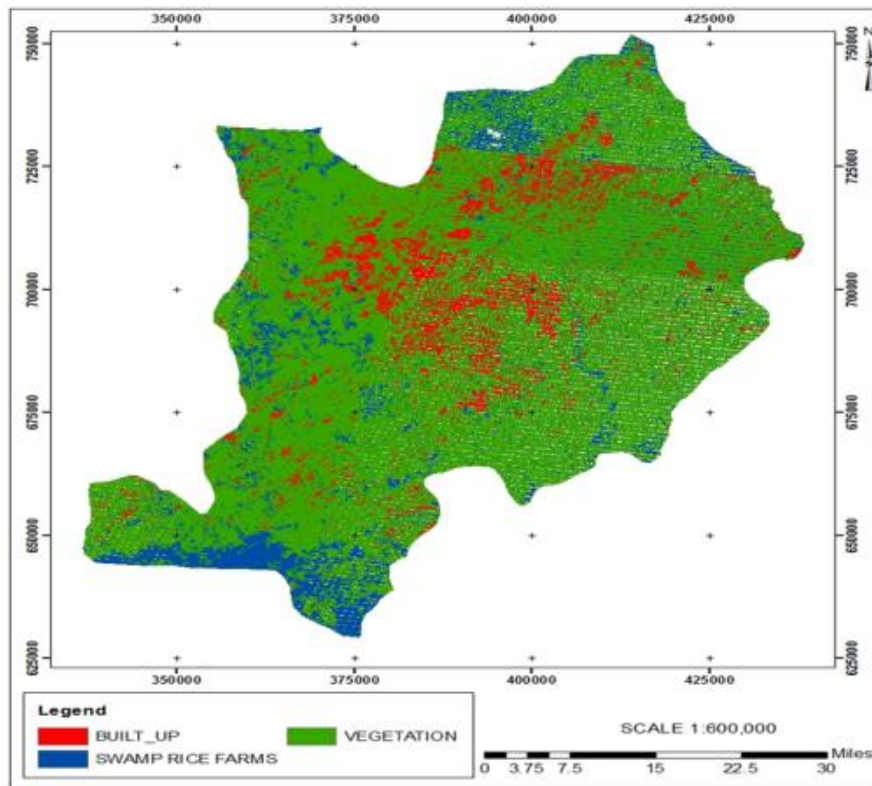 350000 375000 400000 425000
N
750000 750000
725000 725000
700000 700000
675000 675000
650000 650000
625000 625000
350000 375000 400000 425000
Legend
BUILT_UP VEGETATION
SWAMP RICE FARMS
SCALE 1:600,000
Miles
0 3.75 7.5 15 22.5 30